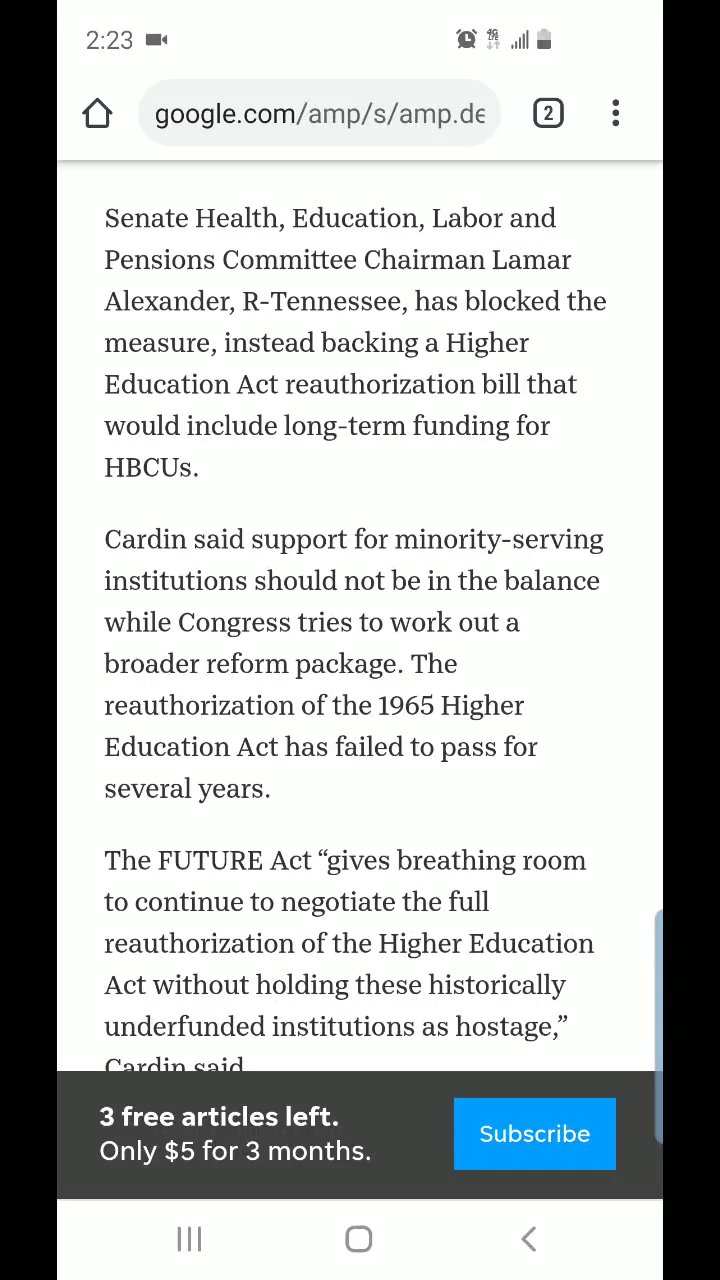 2:23
google.com/amp/s/amp.de
2
Senate Health, Education, Labor and
Pensions Committee Chairman Lamar
Alexander, R-Tennessee, has blocked the
measure, instead backing a Higher
Education Act reauthorization bill that
would include long-term funding for
HBCUs.
Cardin said support for minority-serving
institutions should not be in the balance
while Congress tries to work out a
broader reform package. The
reauthorization of the 1965 Higher
Education Act has failed to pass for
several years.
The FUTURE Act “gives breathing room
to continue to negotiate the full
reauthorization of the Higher Education
Act without holding these historically
underfunded institutions as hostage,”
Cardin said
3 free articles left.
Only $5 for 3 months.
Subscribe